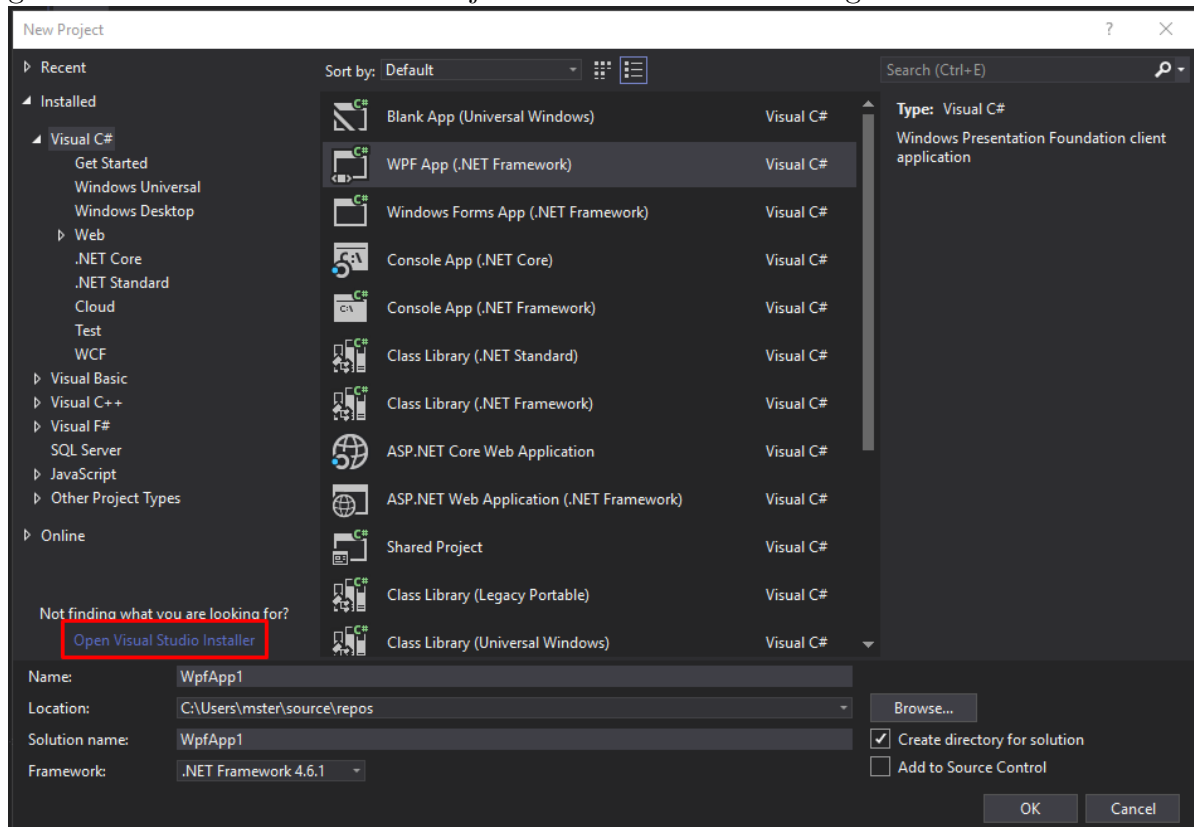 New Project
?
Recent
Installed
Visual C#
Get Started
Windows Universal
Windows Desktop
Web
.NET Core
.NET Standard
Cloud
Test
WCF
Visual Basic
Visual C++
Visual F#
SQL Server
JavaScript
Other Project Types
Online
Not finding what you are looking for?
Open Visual Studio Installer
Sort by: Default
Blank App (Universal Windows) Visual C#
WPF App (.NET Framework) Visual C#
Windows Forms App (.NET Framework) Visual C#
Console App (.NET Core) Visual C#
Console App (.NET Framework) Visual C#
Class Library (.NET Standard) Visual C#
Class Library (.NET Framework) Visual C#
ASP.NET Core Web Application Visual C#
ASP.NET Web Application (.NET Framework) Visual C#
Shared Project Visual C#
Class Library (Legacy Portable) Visual C#
Class Library (Universal Windows) Visual C#
Search (Ctrl+E)
Type: Visual C#
Windows Presentation Foundation client
application
Name: WpfApp1
Location: C:\Users\mster\source\repos
Browse...
Solution name: WpfApp1
Create directory for solution
Framework: .NET Framework 4.6.1
Add to Source Control
OK Cancel